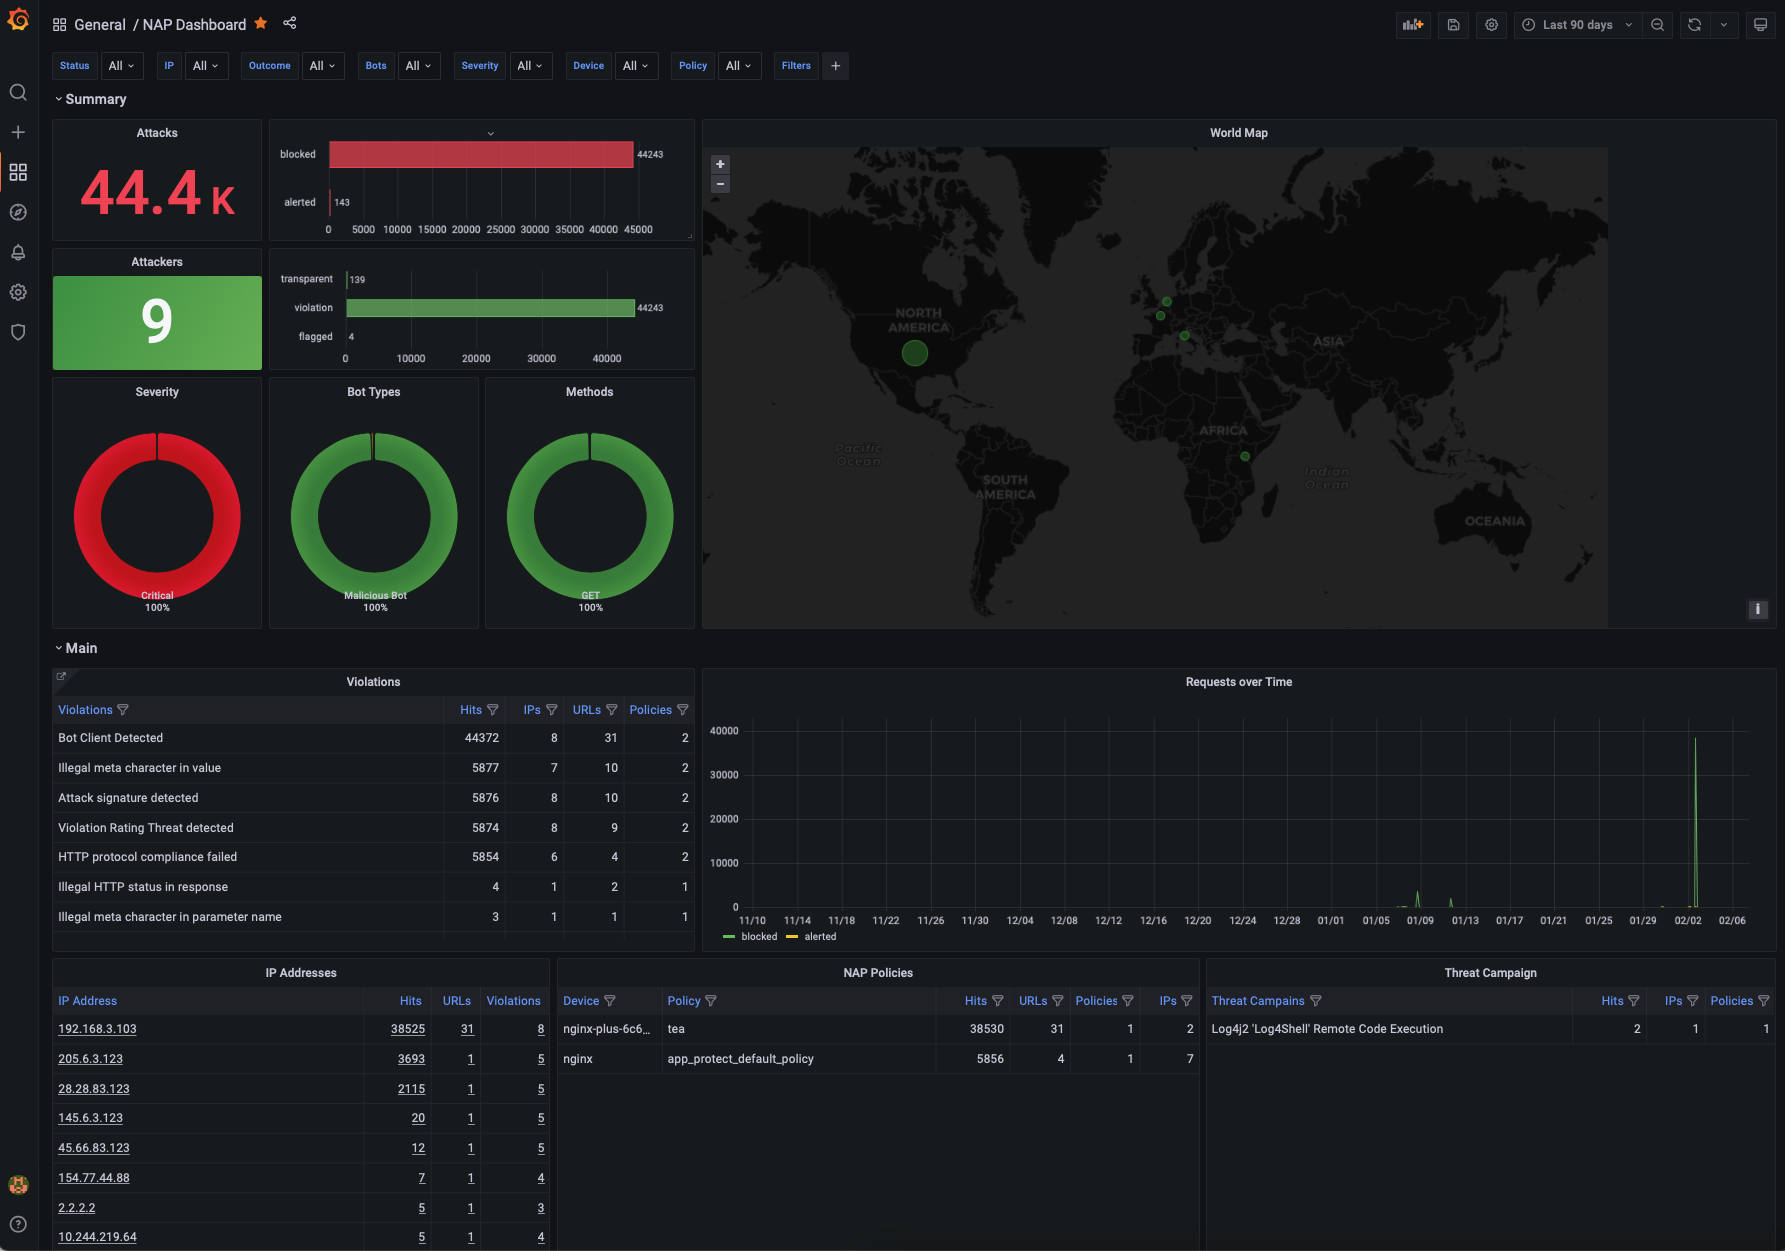 General / NAP Dashboard
Last 90 days
Status All IP All Outcome All Bots All Severity All Device All Policy All Filters +
Summary
Attacks
44.4 K
blocked 44243
alerted 143
0 5000 10000 15000 20000 25000 30000 35000 40000 45000
Attackers
9
transparent 139
violation 44243
flagged 4
0 10000 20000 30000 40000
Severity
Critical
100%
Bot Types
Malicious Bot
100%
Methods
GET
100%
World Map
+
−
NORTH
AMERICA
ASIA
AFRICA
Pacific
Ocean
SOUTH
AMERICA
Indian
Ocean
OCEANIA
i
Main
Violations
Violations Hits IPs URLs Policies
Bot Client Detected 44372 8 31 2
Illegal meta character in value 5877 7 10 2
Attack signature detected 5876 8 10 2
Violation Rating Threat detected 5874 8 9 2
HTTP protocol compliance failed 5854 6 4 2
Illegal HTTP status in response 4 1 2 1
Illegal meta character in parameter name 3 1 1 1
Requests over Time
40000
30000
20000
10000
0
11/10 11/14 11/18 11/22 11/26 11/30 12/04 12/08 12/12 12/16 12/20 12/24 12/28 01/01 01/05 01/09 01/13 01/17 01/21 01/25 01/29 02/02 02/06
blocked alerted
IP Addresses
IP Address Hits URLs Violations
192.168.3.103 38525 31 8
205.6.3.123 3693 1 5
28.28.83.123 2115 1 5
145.6.3.123 20 1 5
45.66.83.123 12 1 5
154.77.44.88 7 1 4
2.2.2.2 5 1 3
10.244.219.64 5 1 4
NAP Policies
Device Policy Hits URLs Policies IPs
nginx-plus-6c6... tea 38530 31 1 2
nginx app_protect_default_policy 5856 4 1 7
Threat Campaign
Threat Campains Hits IPs Policies
Log4j2 'Log4Shell' Remote Code Execution 2 1 1